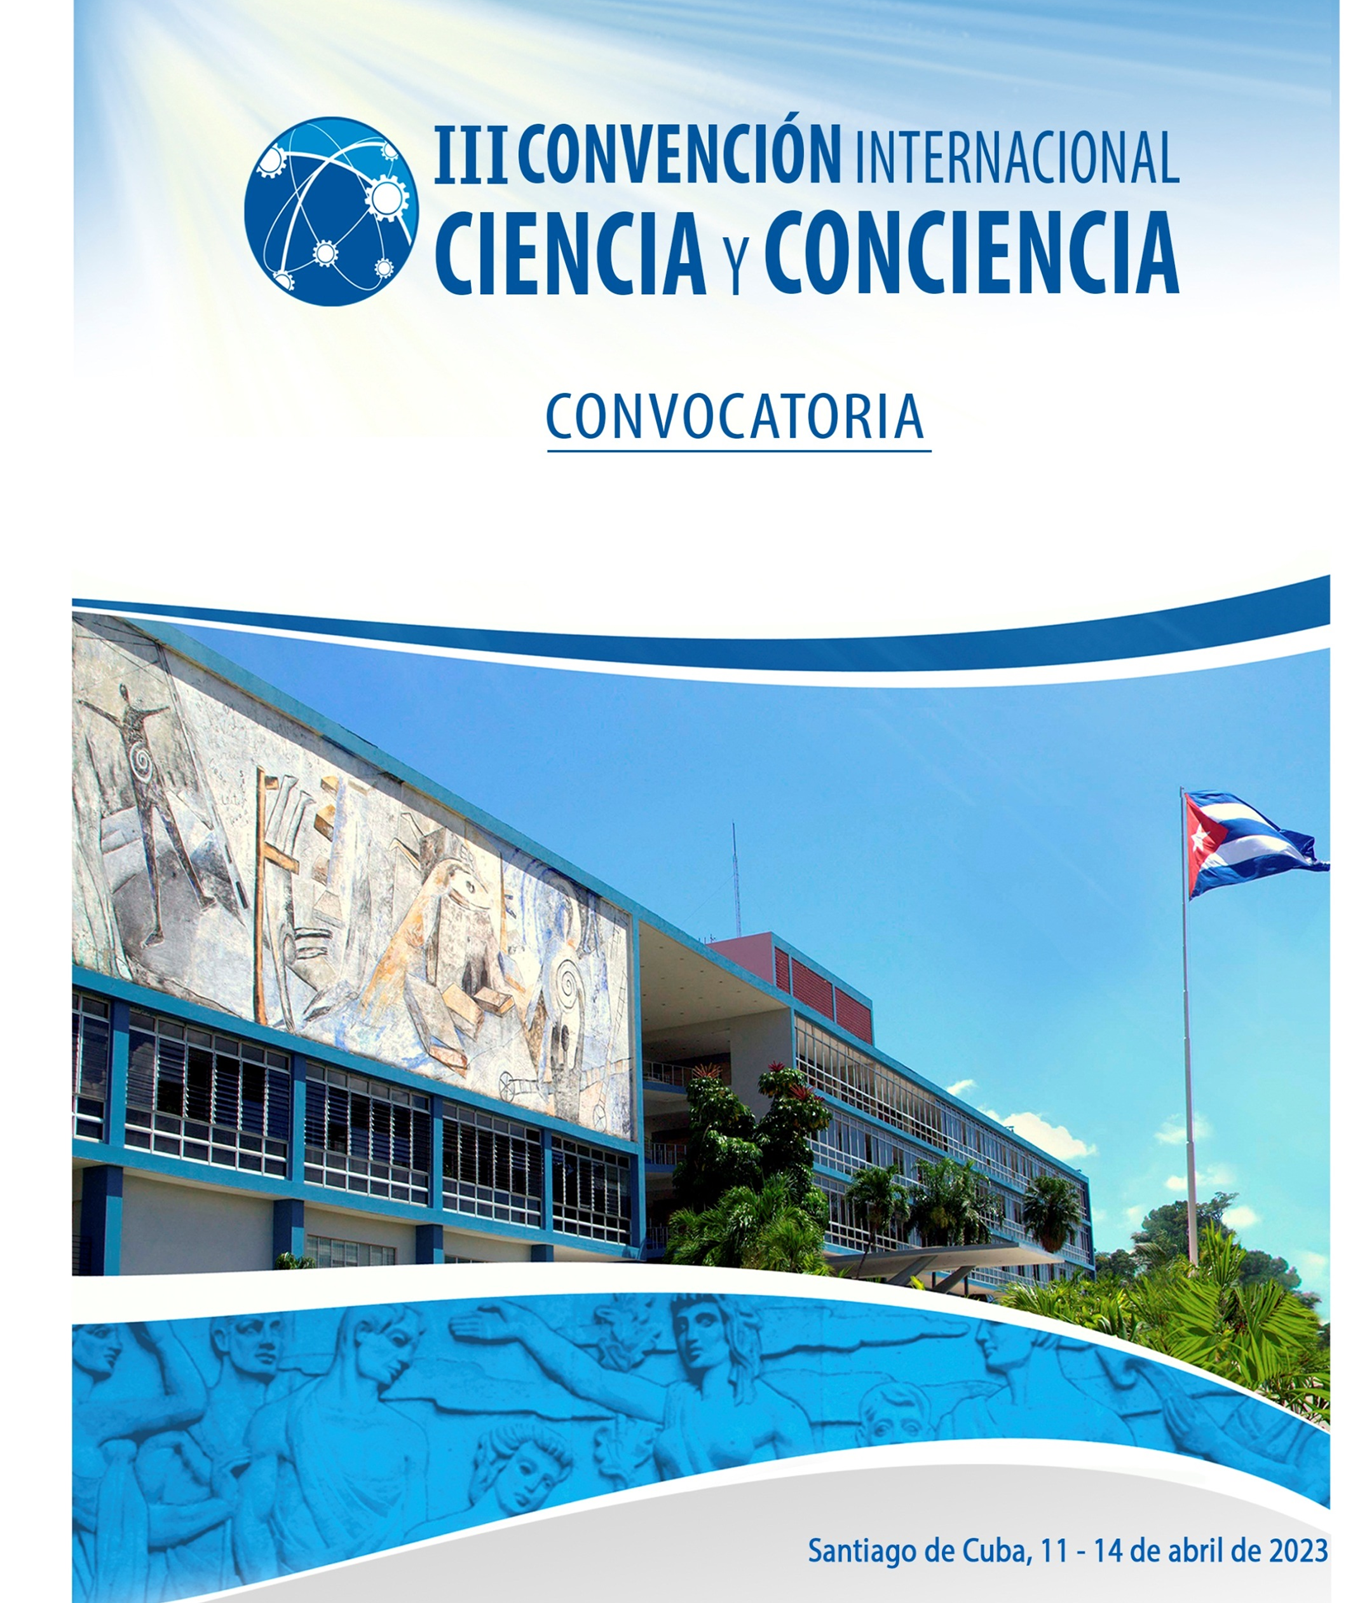 III CONVENCIÓN INTERNACIONAL
CIENCIA Y CONCIENCIA
CONVOCATORIA
Santiago de Cuba, 11 - 14 de abril de 2023